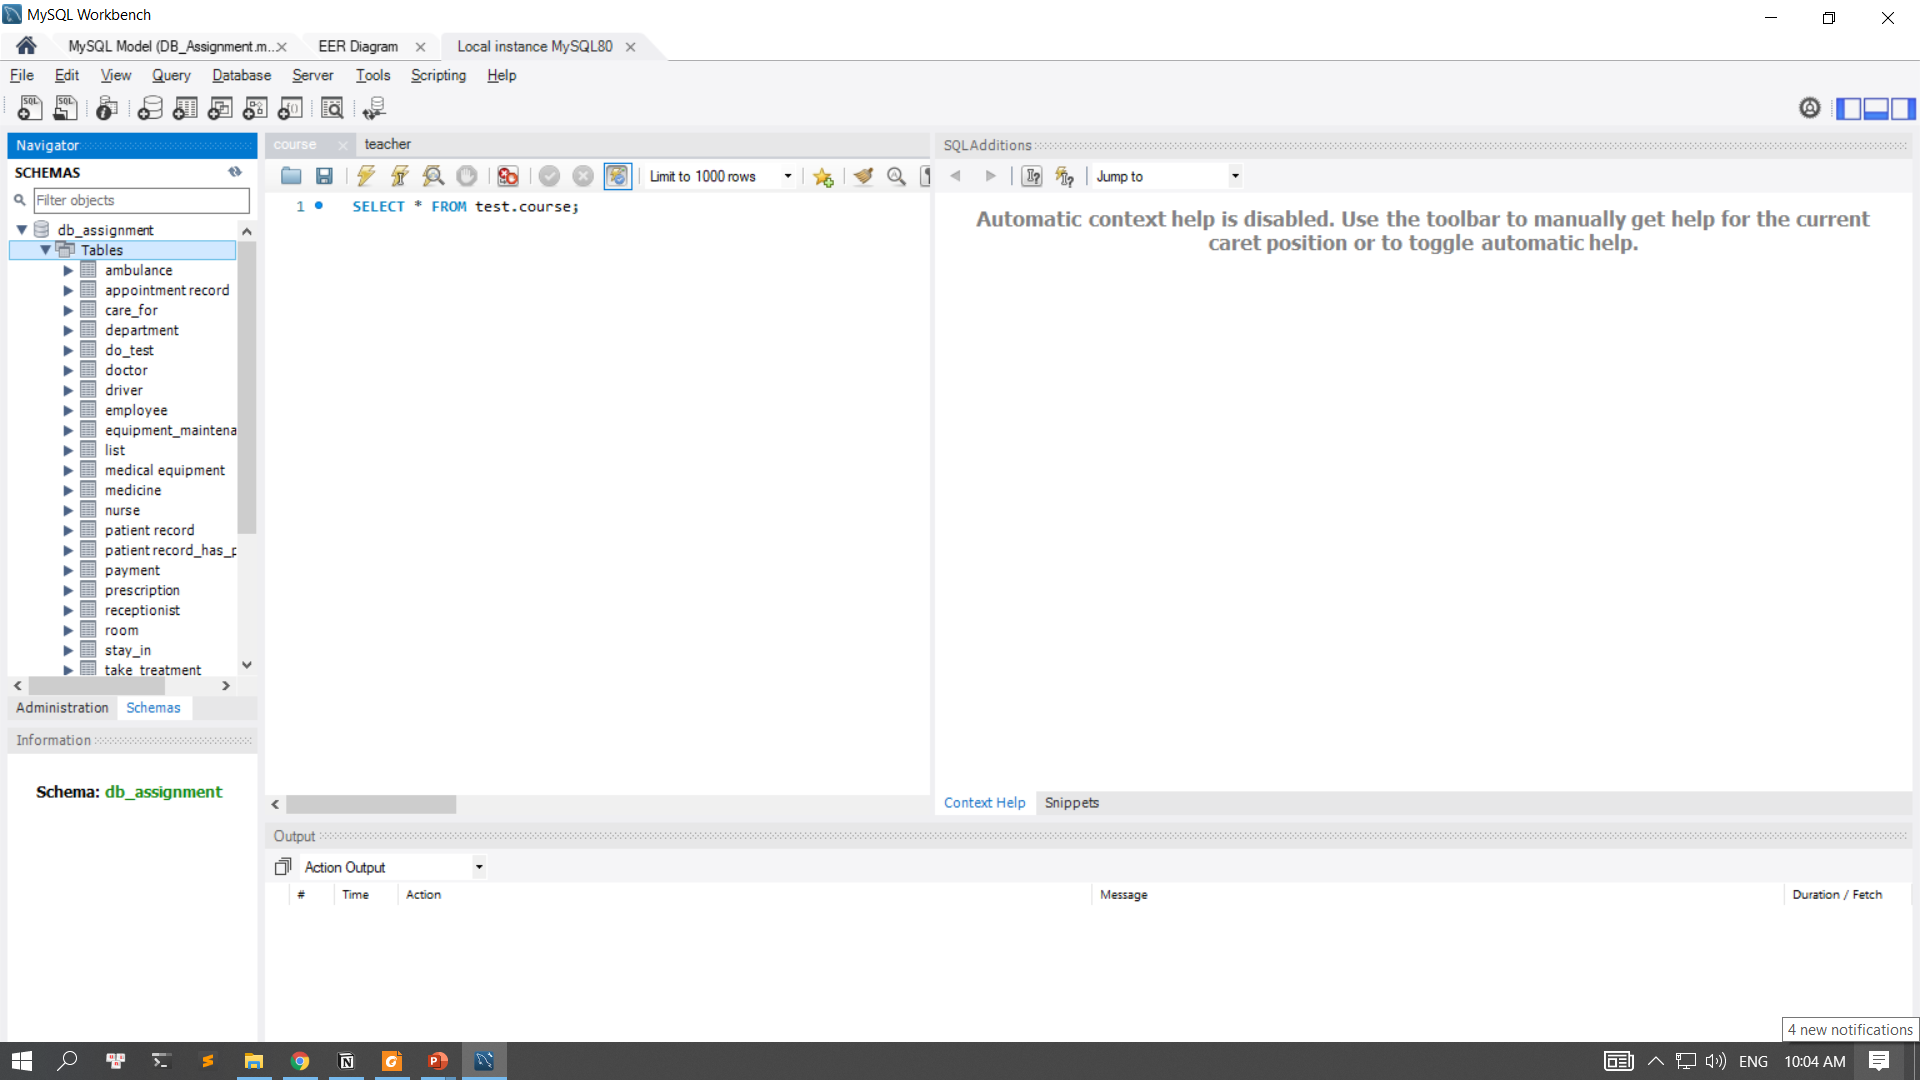 MySQL Workbench
MySQL Model (DB_Assignment.m...
EER Diagram
Local instance MySQL80
File Edit View Query Database Server Tools Scripting Help
Navigator
SCHEMAS
Filter objects
db_assignment
Tables
ambulance
appointment record
care_for
department
do_test
doctor
driver
employee
equipment_maintena
list
medical equipment
medicine
nurse
patient record
patient record_has_p
payment
prescription
receptionist
room
stay_in
take_treatment
Administration Schemas
Information
Schema: db_assignment
course teacher
Limit to 1000 rows
1 SELECT * FROM test.course;
SQLAdditions
Jump to
Automatic context help is disabled. Use the toolbar to manually get help for the current
caret position or to toggle automatic help.
Context Help Snippets
Output
Action Output
# Time Action Message Duration / Fetch
4 new notifications
ENG 10:04 AM